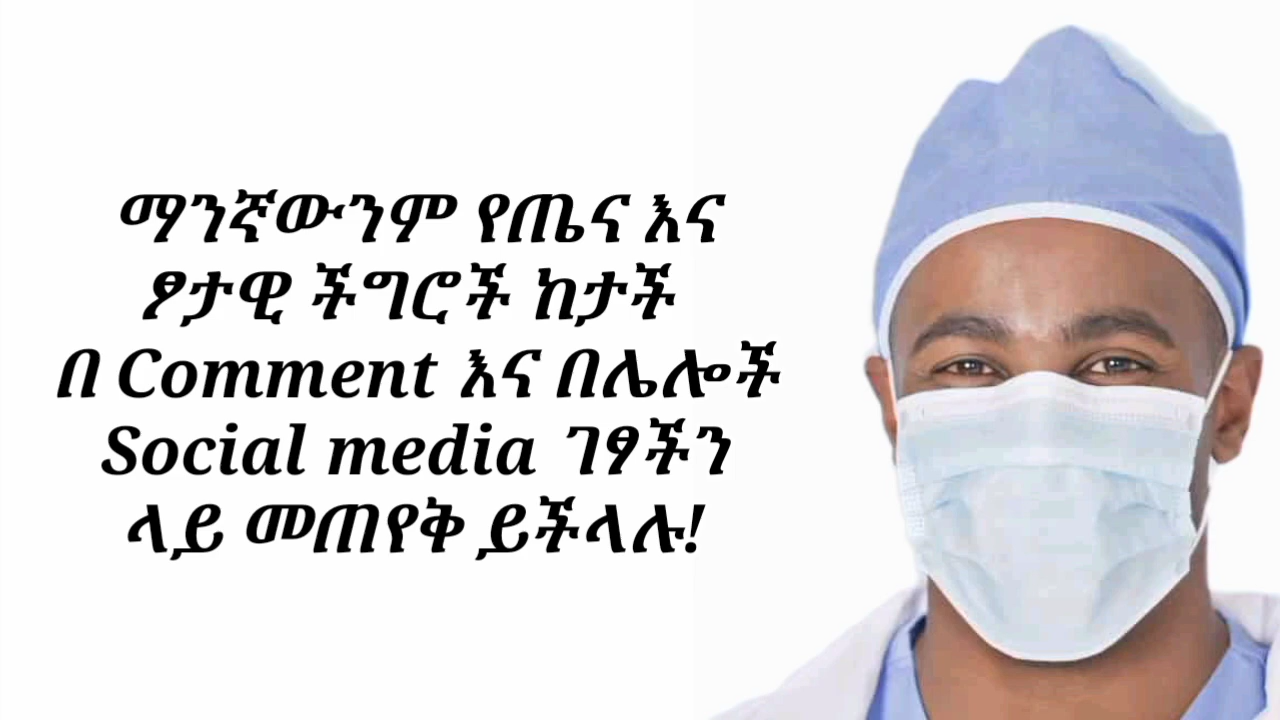 ማንኛውንም የጤና እና
ፆታዊ ችግሮች ከታች
በ Comment እና በሌሎች
Social media ገፃችን
ላይ መጠየቅ ይችላሉ!